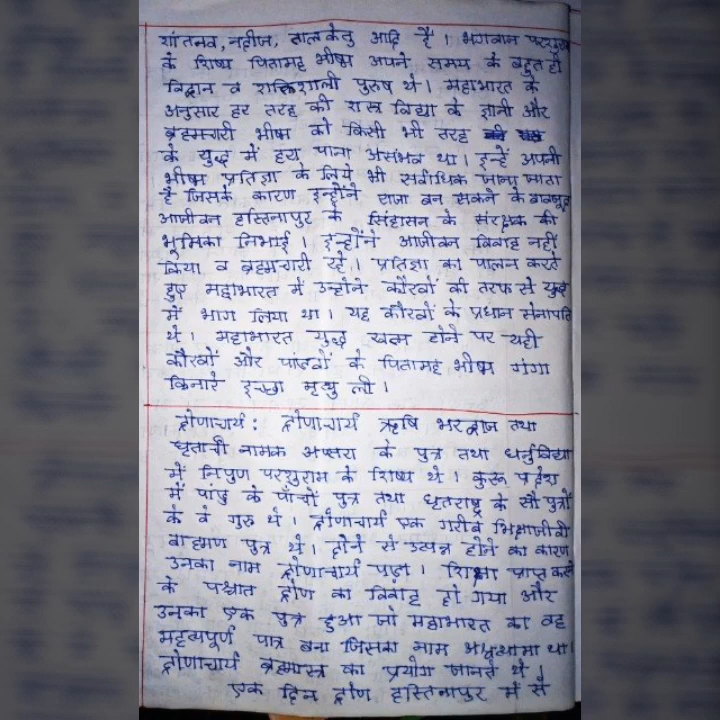 शांतनव, नदीज, तालकेतु आदि हैं । भगवान परशुराम
के शिष्य पितामह भीष्म अपने समय के बहुत ही
विद्वान व शक्तिशाली पुरुष थे । महाभारत के
अनुसार हर तरह की शस्त्र विद्या के ज्ञानी और
ब्रह्मचारी भीष्म को किसी भी तरह
के युद्ध में हरा पाना असंभव था । इन्हें अपनी
भीष्म प्रतिज्ञा के लिये भी सर्वाधिक जाना जाता
है जिसके कारण इन्होंने राजा बन सकने के बावजूद
आजीवन हस्तिनापुर के सिंहासन के संरक्षक की
भूमिका निभाई । इन्होंने आजीवन विवाह नहीं
किया व ब्रह्मचारी रहे । प्रतिज्ञा का पालन करते
हुए महाभारत में उन्होंने कौरवों की तरफ से युद्ध
में भाग लिया था । यह कौरवों के प्रधान सेनापति
थे । महाभारत युद्ध खत्म होने पर यही
कौरवों और पांडवों के पितामह भीष्म गंगा
किनारे इच्छा मृत्यु ली ।
द्रोणाचार्य : द्रोणाचार्य ऋषि भरद्वाज तथा
घृताची नामक अप्सरा के पुत्र तथा धर्नुविद्या
में निपुण परशुराम के शिष्य थे । कुरू प्रदेश
में पांडु के पाँचों पुत्र तथा धृतराष्ट्र के सौ पुत्रों
के वे गुरु थे । द्रोणाचार्य एक गरीब भिक्षाजीवी
ब्राहमण पुत्र थे । द्रोने से उत्पन्न होने का कारण
उनका नाम द्रोणाचार्य पड़ा । शिक्षा प्राप्त करने
के पश्चात द्रोण का विवाह हो गया और
उनका एक पुत्र हुआ जो महाभारत का वह
महत्वपूर्ण पात्र बना जिसका नाम अश्वत्थामा था ।
द्रोणाचार्य ब्रह्मास्त्र का प्रयोग जानते थे ।
एक दिन द्रोण हस्तिनापुर में से